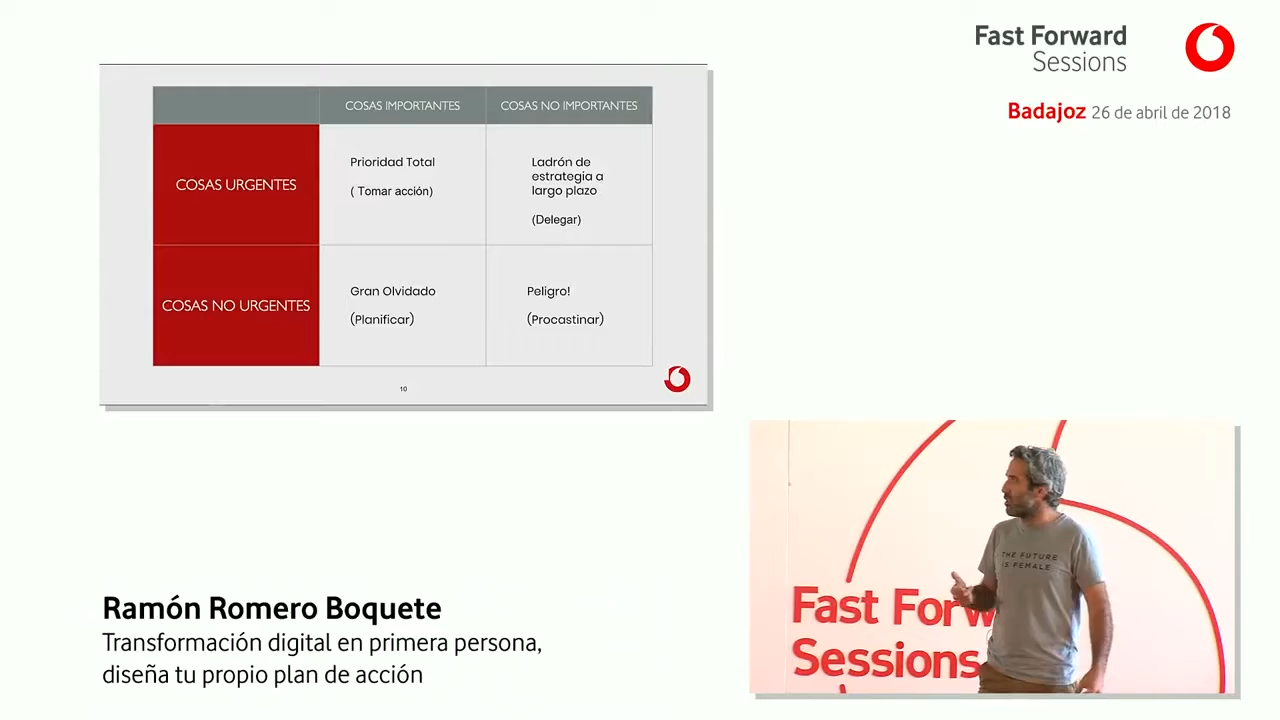 Fast Forward
Sessions
Badajoz 26 de abril de 2018
COSAS IMPORTANTES
COSAS NO IMPORTANTES
COSAS URGENTES
Prioridad Total
( Tomar acción)
Ladrón de
estrategia a
largo plazo
(Delegar)
COSAS NO URGENTES
Gran Olvidado
(Planificar)
Peligro!
(Procastinar)
10
THE FUTURE
IS FEMALE.
Fast Forw
Sessions
Ramón Romero Boquete
Transformación digital en primera persona,
diseña tu propio plan de acción